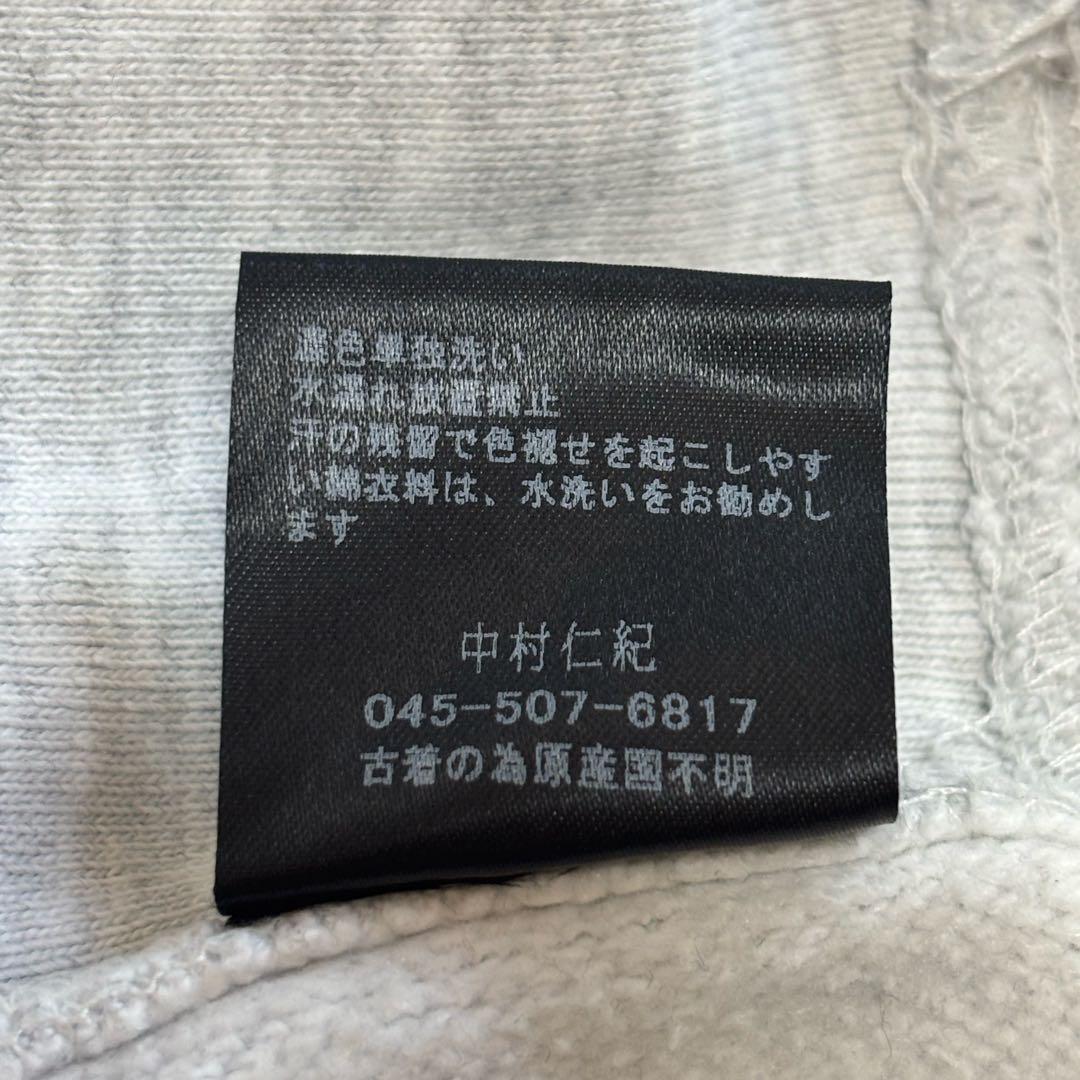 濃色単独洗い
水濡れ放置禁止
汗の残留で色褪せを起こしやす
い綿衣料は、水洗いをお勧めし
ます
中村仁紀
045-507-6817
古着の為原産国不明